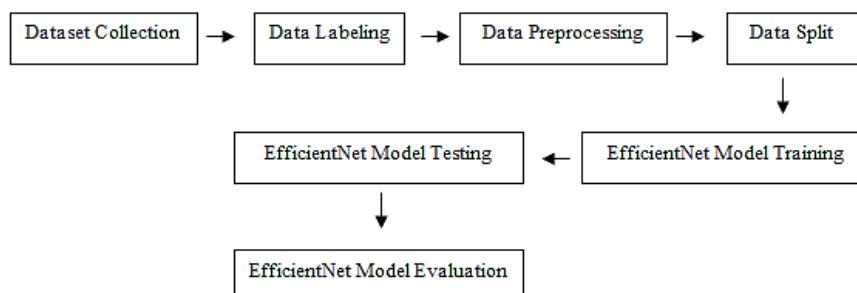 Dataset Collection
Data Labeling
Data Preprocessing
Data Split
EfficientNet Model Training
EfficientNet Model Testing
EfficientNet Model Evaluation